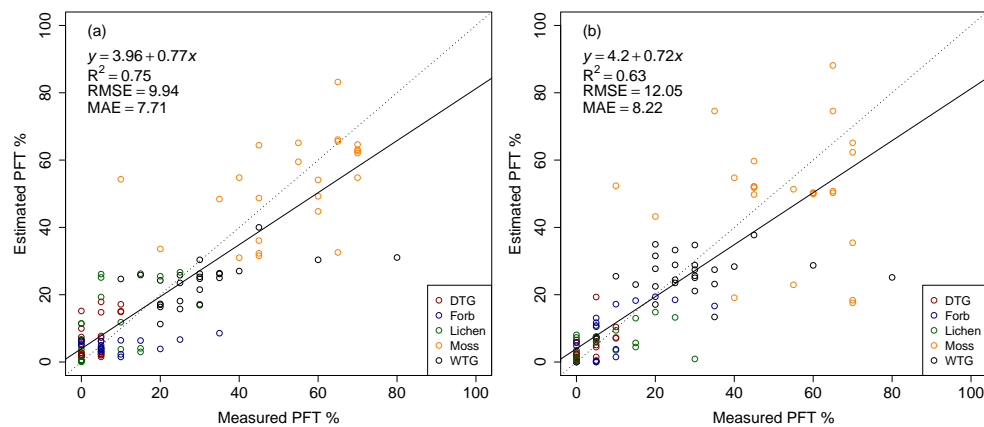 (a)
y = 3.96 + 0.77x
R² = 0.75
RMSE = 9.94
MAE = 7.71
Estimated PFT %
100
80
60
40
20
0
DTG
Forb
Lichen
Moss
WTG
0 20 40 60 80 100
Measured PFT %
(b)
y = 4.2 + 0.72x
R² = 0.63
RMSE = 12.05
MAE = 8.22
Estimated PFT %
100
80
60
40
20
0
DTG
Forb
Lichen
Moss
WTG
0 20 40 60 80 100
Measured PFT %